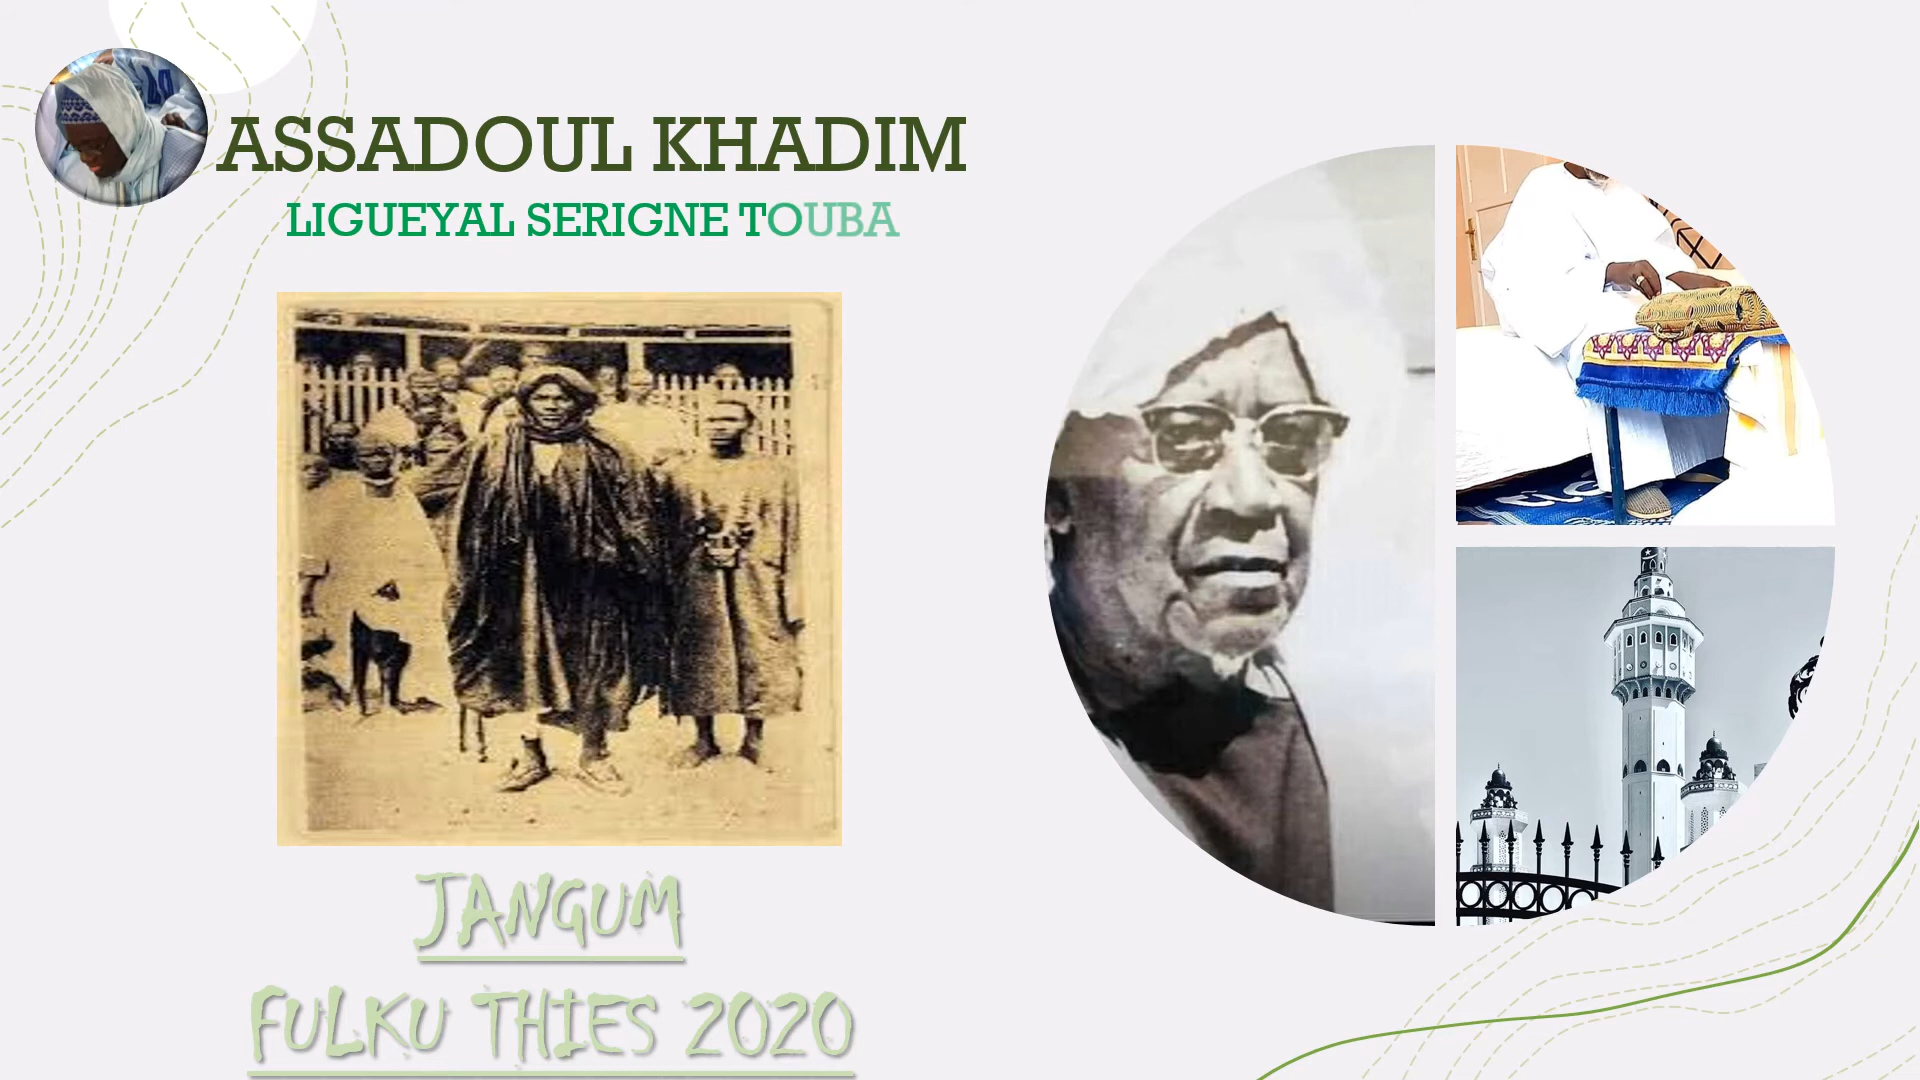 ASSADOUL KHADIM
LIGUEYAL SERIGNE TOUBA
JANGUM
FULKU THIES 2020